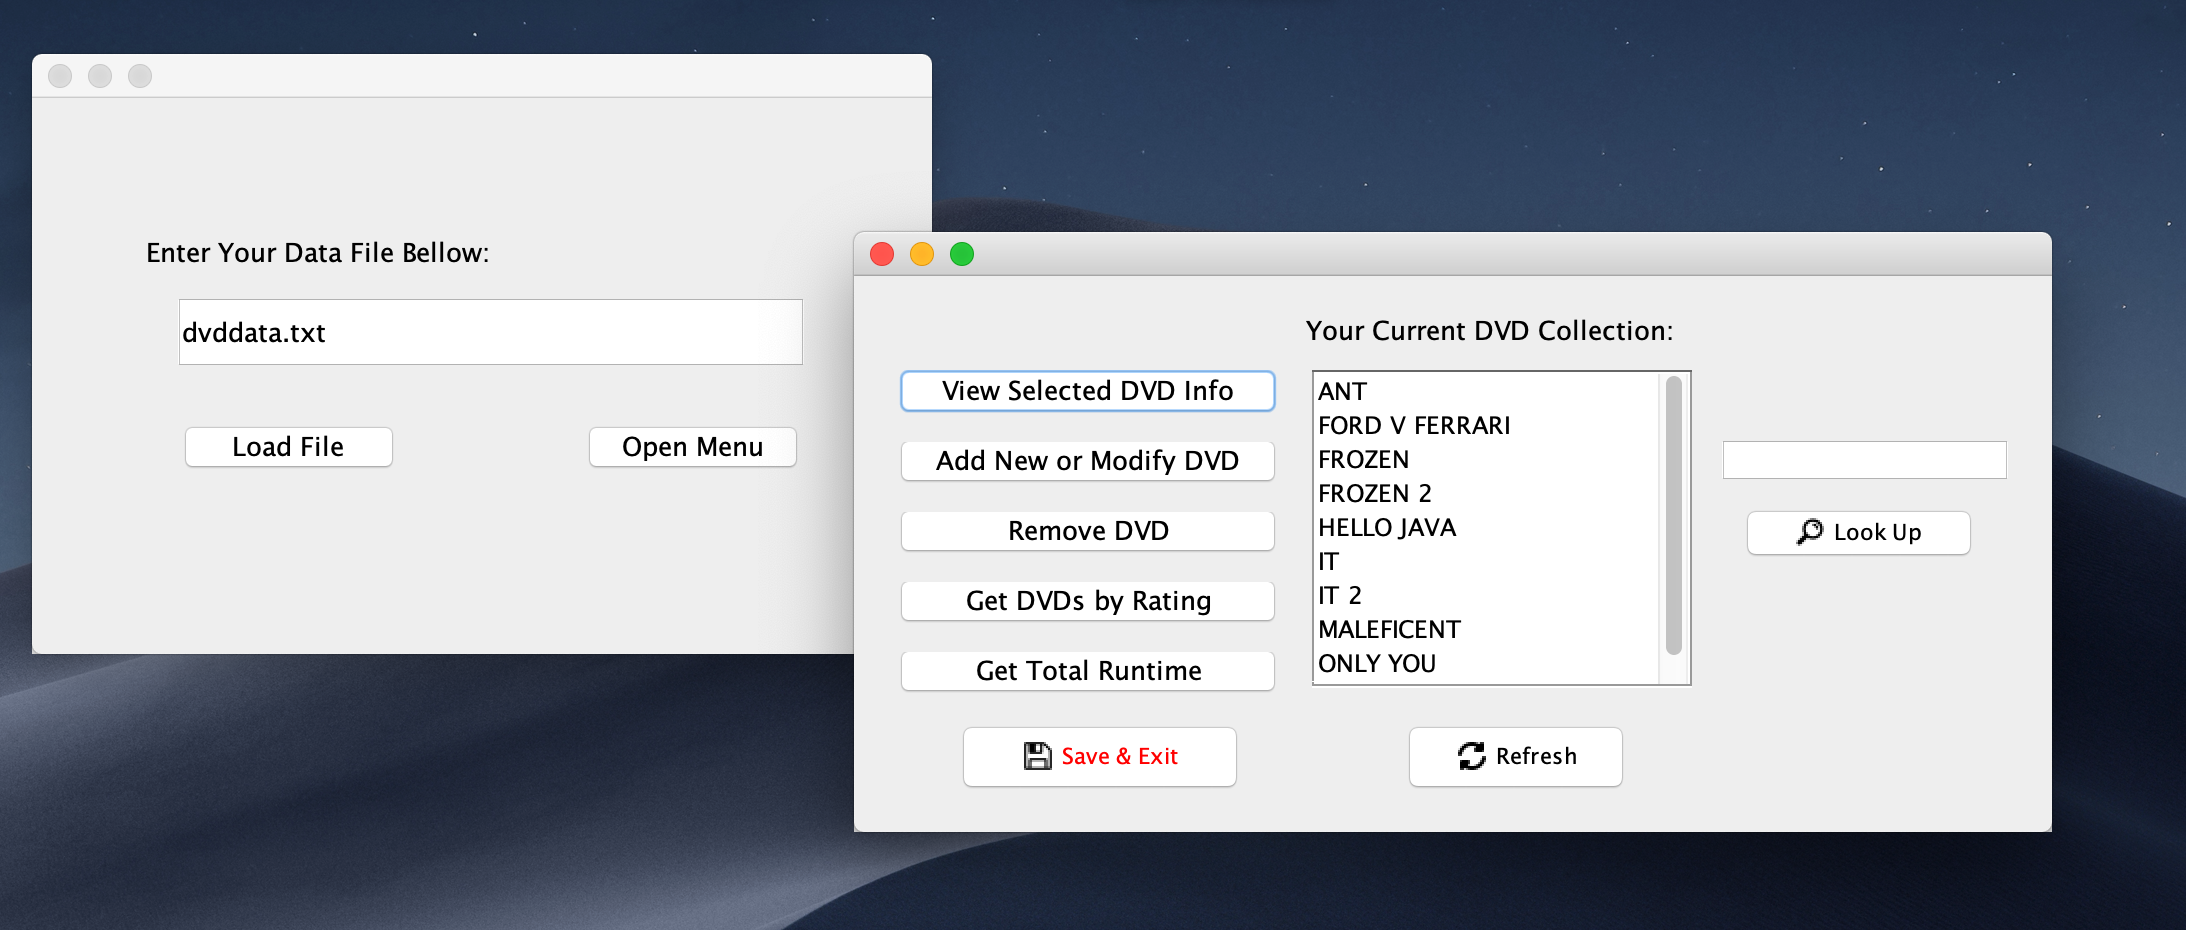 Enter Your Data File Bellow:
dvddata.txt
Load File
Open Menu
Your Current DVD Collection:
View Selected DVD Info
Add New or Modify DVD
Remove DVD
Get DVDs by Rating
Get Total Runtime
ANT
FORD V FERRARI
FROZEN
FROZEN 2
HELLO JAVA
IT
IT 2
MALEFICENT
ONLY YOU
Look Up
Save & Exit
Refresh